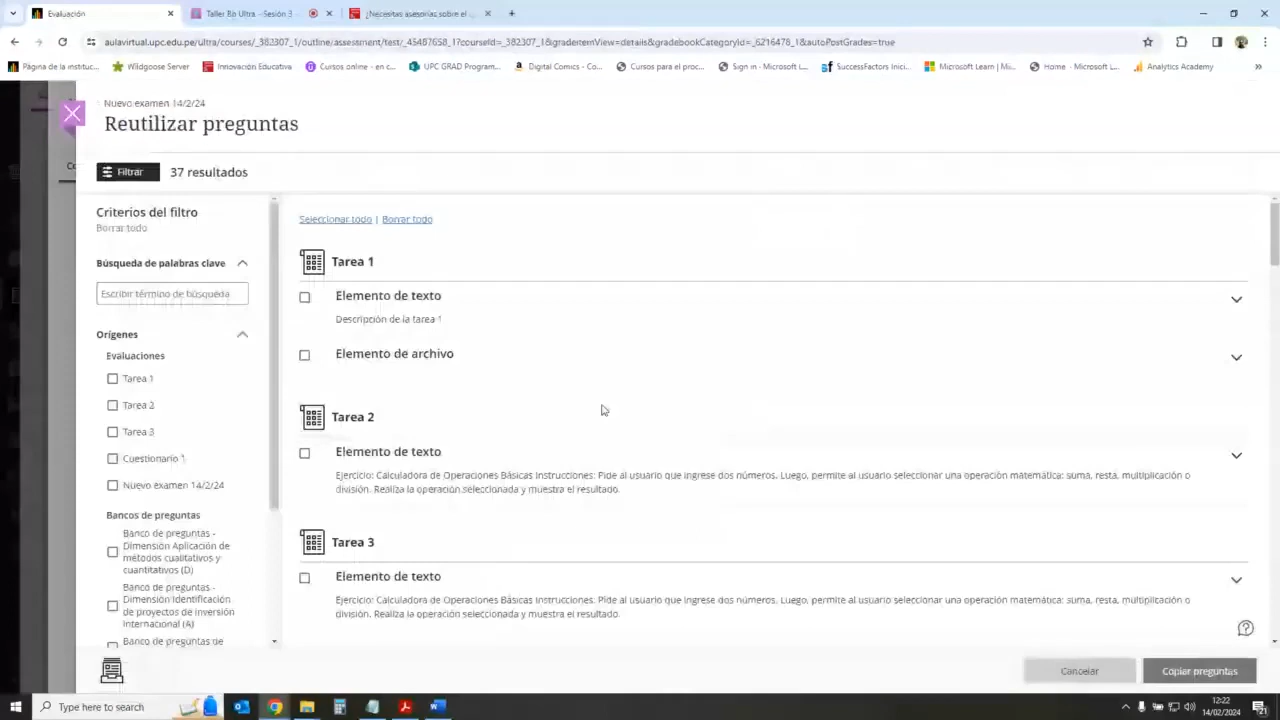 Evaluación
Taller Bb Ultra - Sesión 3
¿Necesitas asesorías sobre el
aulavirtual.upc.edu.pe/ultra/courses/_382307_1/outline/assessment/test/_45487658_1?courseId=_382307_1&gradeitemView=details&gradebookCategoryId=_6216478_1&autoPostGrades=true
Página de la instituc...
Wildgoose Server
Innovación Educativa
Cursos online - en c...
UPC GRAD Program...
Digital Comics - Co...
Cursos para el proc...
Sign in - Microsoft L...
SuccessFactors Inici...
Microsoft Learn | Mi...
Home - Microsoft L...
Analytics Academy
Nuevo examen 14/2/24
Reutilizar preguntas
Co
Filtrar
37 resultados
Criterios del filtro
Borrar todo
Búsqueda de palabras clave
Escribir término de búsqueda
Orígenes
Evaluaciones
Tarea 1
Tarea 2
Tarea 3
Cuestionario 1
Nuevo examen 14/2/24
Bancos de preguntas
Banco de preguntas -
Dimensión Aplicación de
métodos cualitativos y
cuantitativos (D)
Banco de preguntas -
Dimensión Identificación
de proyectos de inversión
internacional (A)
Banco de preguntas de
Seleccionar todo | Borrar todo
Tarea 1
Elemento de texto
Descripción de la tarea 1
Elemento de archivo
Tarea 2
Elemento de texto
Ejercicio: Calculadora de Operaciones Básicas Instrucciones: Pide al usuario que ingrese dos números. Luego, permite al usuario seleccionar una operación matemática: suma, resta, multiplicación o
división. Realiza la operación seleccionada y muestra el resultado.
Tarea 3
Elemento de texto
Ejercicio: Calculadora de Operaciones Básicas Instrucciones: Pide al usuario que ingrese dos números. Luego, permite al usuario seleccionar una operación matemática: suma, resta, multiplicación o
división. Realiza la operación seleccionada y muestra el resultado.
Cancelar
Copiar preguntas
Type here to search
12:22
14/02/2024
21